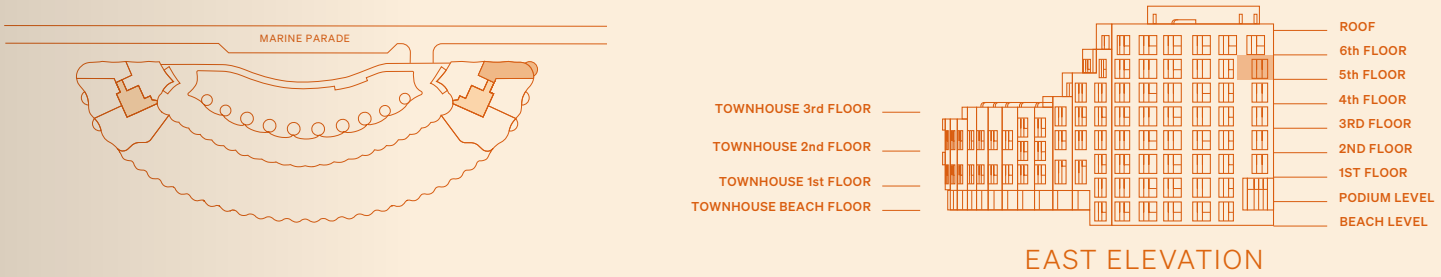 MARINE PARADE
TOWNHOUSE 3rd FLOOR
TOWNHOUSE 2nd FLOOR
TOWNHOUSE 1st FLOOR
TOWNHOUSE BEACH FLOOR
ROOF
6th FLOOR
5th FLOOR
4th FLOOR
3RD FLOOR
2ND FLOOR
1ST FLOOR
PODIUM LEVEL
BEACH LEVEL
EAST ELEVATION